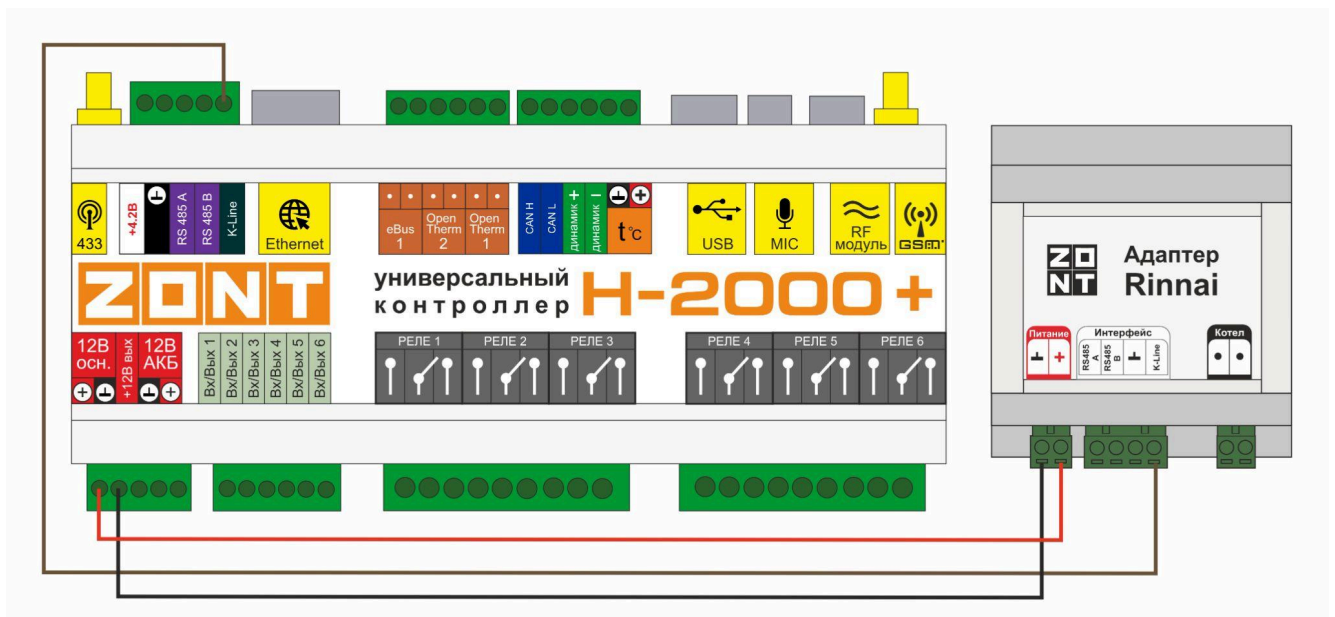 433
+4.2В
RS 485 A
RS 485 B
K-Line
Ethernet
eBus
1
Open
Therm
2
Open
Therm
1
CAN H
CAN L
динамик +
динамик –
t°C
USB
MIC
RF
модуль
GSM
ZONT
универсальный
контроллер
H-2000+
12В
осн.
+12В вых
12В
АКБ
Вх/Вых 1
Вх/Вых 2
Вх/Вых 3
Вх/Вых 4
Вх/Вых 5
Вх/Вых 6
РЕЛЕ 1
РЕЛЕ 2
РЕЛЕ 3
РЕЛЕ 4
РЕЛЕ 5
РЕЛЕ 6
ZONT
Адаптер
Rinnai
Питание
Интерфейс
RS485
A
RS485
B
K-Line
Котел